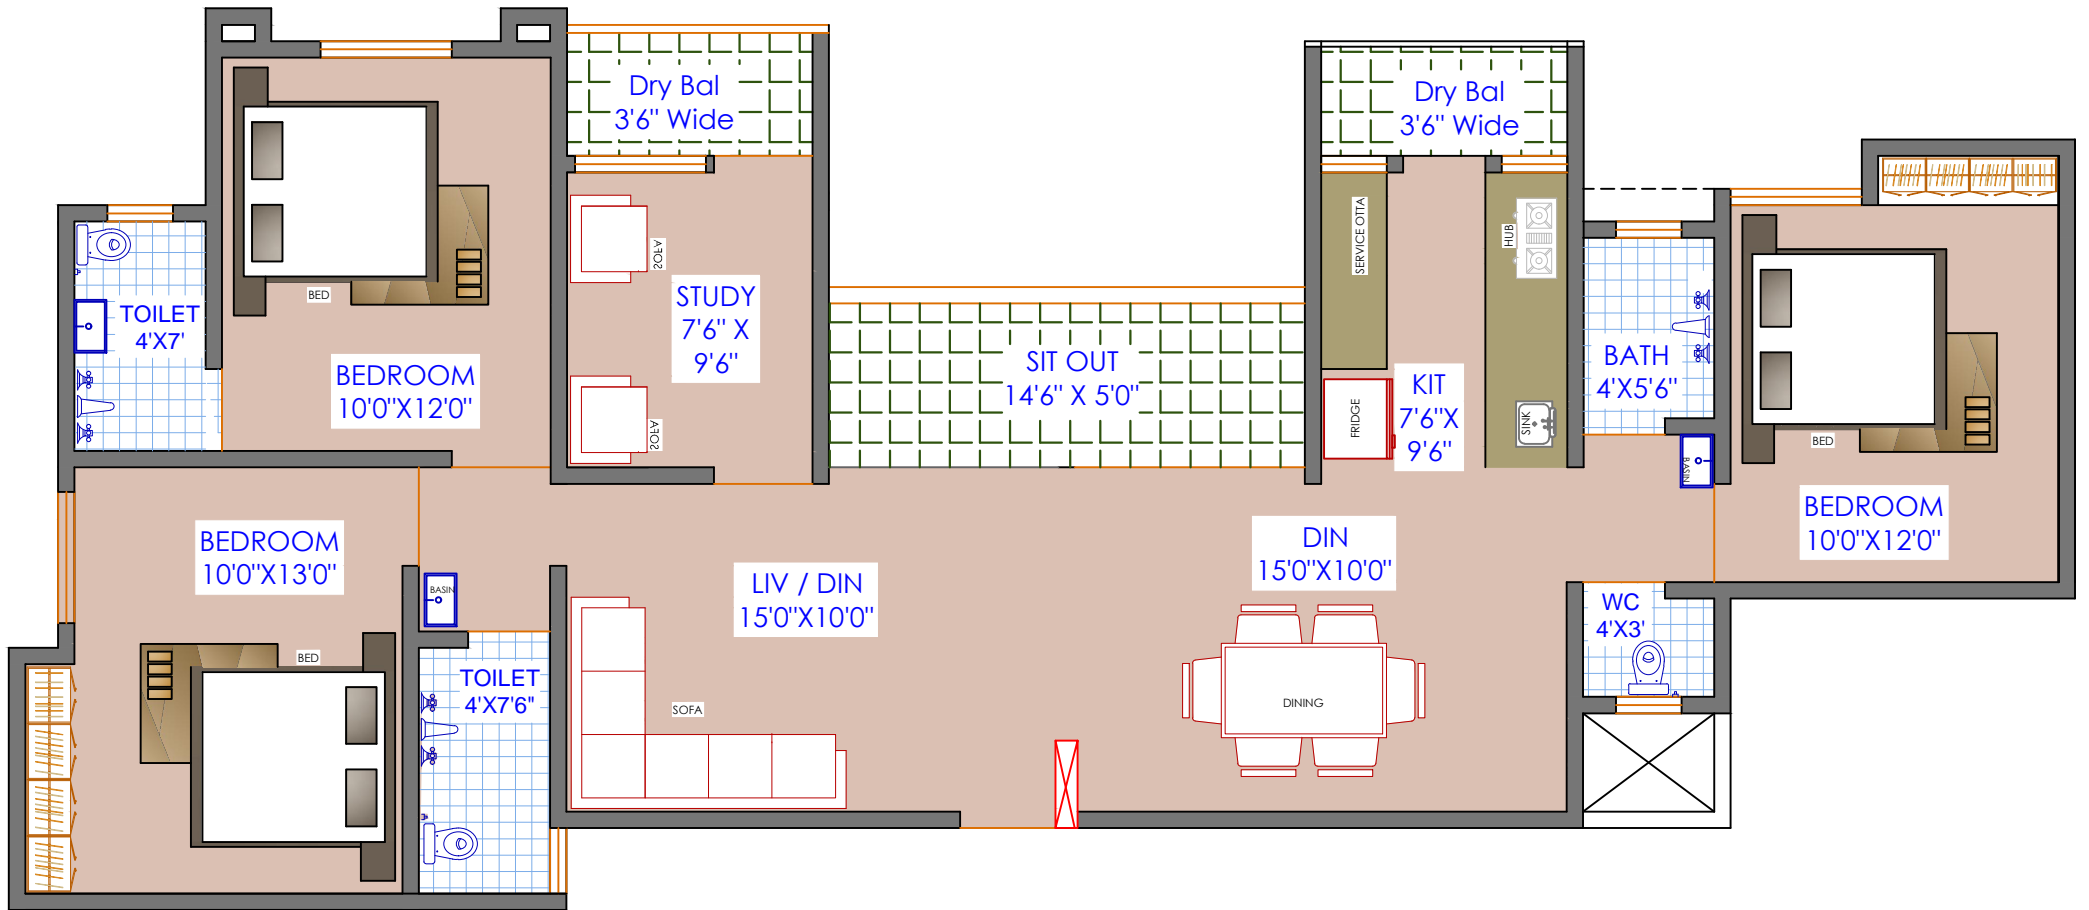 Dry Bal
3'6" Wide
Dry Bal
3'6" Wide
SERVICE OTTA
HUB
SOFA
STUDY
7'6" X
9'6"
BED
TOILET
4'X7'
BEDROOM
10'0"X12'0"
SOFA
SIT OUT
14'6" X 5'0"
FRIDGE
KIT
7'6"X
9'6"
SINK
BATH
4'X5'6"
BED
BASIN
BEDROOM
10'0"X12'0"
BEDROOM
10'0"X13'0"
BASIN
LIV / DIN
15'0"X10'0"
DIN
15'0"X10'0"
WC
4'X3'
BED
TOILET
4'X7'6"
SOFA
DINING